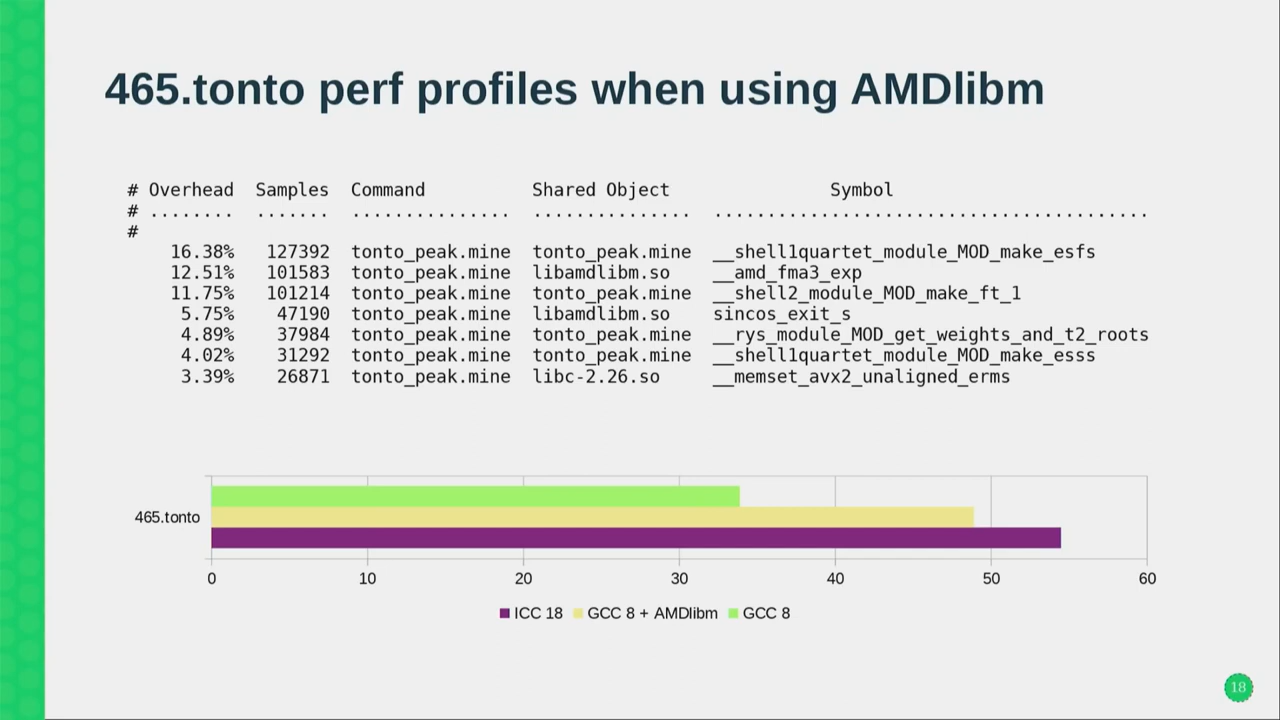 465.tonto perf profiles when using AMDlibm
# Overhead  Samples  Command          Shared Object               Symbol
# ........  .......  ...............  ...............  .........................................
#
    16.38%   127392  tonto_peak.mine  tonto_peak.mine  __shell1quartet_module_MOD_make_esfs
    12.51%   101583  tonto_peak.mine  libamdlibm.so    __amd_fma3_exp
    11.75%   101214  tonto_peak.mine  tonto_peak.mine  __shell2_module_MOD_make_ft_1
     5.75%    47190  tonto_peak.mine  libamdlibm.so    sincos_exit_s
     4.89%    37984  tonto_peak.mine  tonto_peak.mine  __rys_module_MOD_get_weights_and_t2_roots
     4.02%    31292  tonto_peak.mine  tonto_peak.mine  __shell1quartet_module_MOD_make_esss
     3.39%    26871  tonto_peak.mine  libc-2.26.so     __memset_avx2_unaligned_erms
465.tonto
0 10 20 30 40 50 60
ICC 18 GCC 8 + AMDlibm GCC 8
18